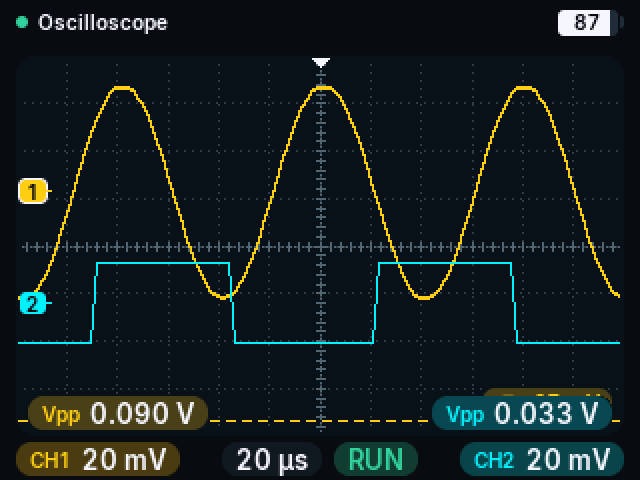 Oscilloscope 87
1
2
Vpp 0.090 V Vpp 0.033 V
CH1 20 mV 20 µs RUN CH2 20 mV